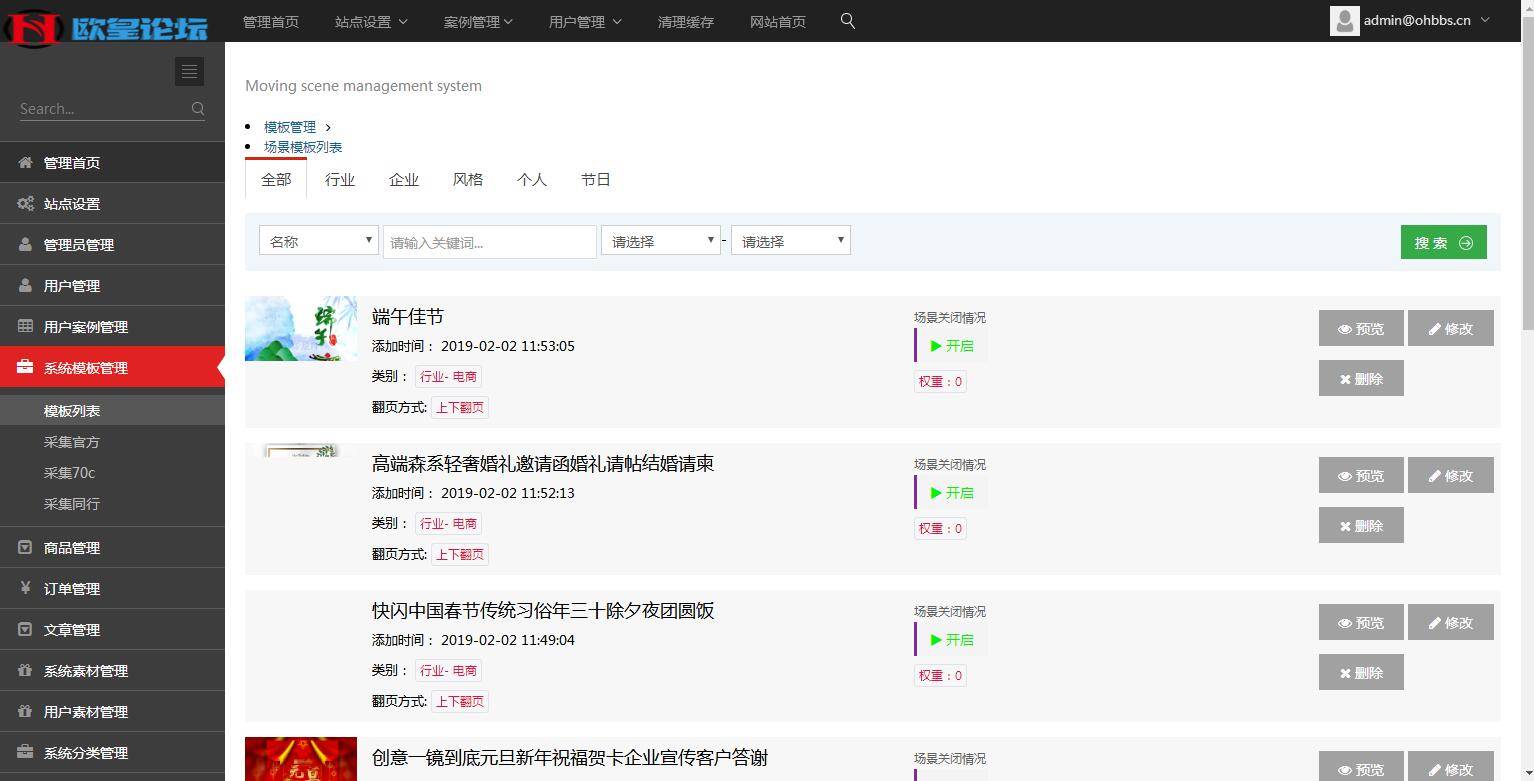 欧皇论坛
管理首页 站点设置 案例管理 用户管理 清理缓存 网站首页 admin@ohbbs.cn
Search...
管理首页
站点设置
管理员管理
用户管理
用户案例管理
系统模板管理
模板列表
采集官方
采集70c
采集同行
商品管理
订单管理
文章管理
系统素材管理
用户素材管理
系统分类管理
Moving scene management system
模板管理
场景模板列表
全部 行业 企业 风格 个人 节日
名称 请输入关键词... 请选择 - 请选择 搜 索
端午
端午佳节
添加时间： 2019-02-02 11:53:05
类别： 行业- 电商
翻页方式: 上下翻页
场景关闭情况
开启
权重：0
预览 修改
删除
高端森系轻奢婚礼邀请函婚礼请帖结婚请柬
添加时间： 2019-02-02 11:52:13
类别： 行业- 电商
翻页方式: 上下翻页
场景关闭情况
开启
权重：0
预览 修改
删除
快闪中国春节传统习俗年三十除夕夜团圆饭
添加时间： 2019-02-02 11:49:04
类别： 行业- 电商
翻页方式: 上下翻页
场景关闭情况
开启
权重：0
预览 修改
删除
元旦
创意一镜到底元旦新年祝福贺卡企业宣传客户答谢
场景关闭情况
预览 修改